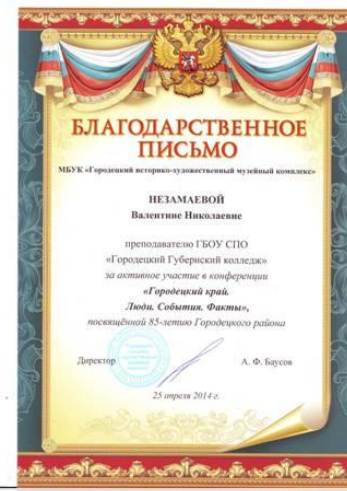 БЛАГОДАРСТВЕННОЕ
ПИСЬМО
МБУК «Городецкий историко-художественный музейный комплекс»
НЕЗАМАЕВОЙ
Валентине Николаевне
преподавателю ГБОУ СПО
«Городецкий Губернский колледж»
за активное участие в конференции
«Городецкий край.
Люди. События. Факты»,
посвящённой 85-летию Городецкого района
Директор
А. Ф. Баусов
25 апреля 2014 г.